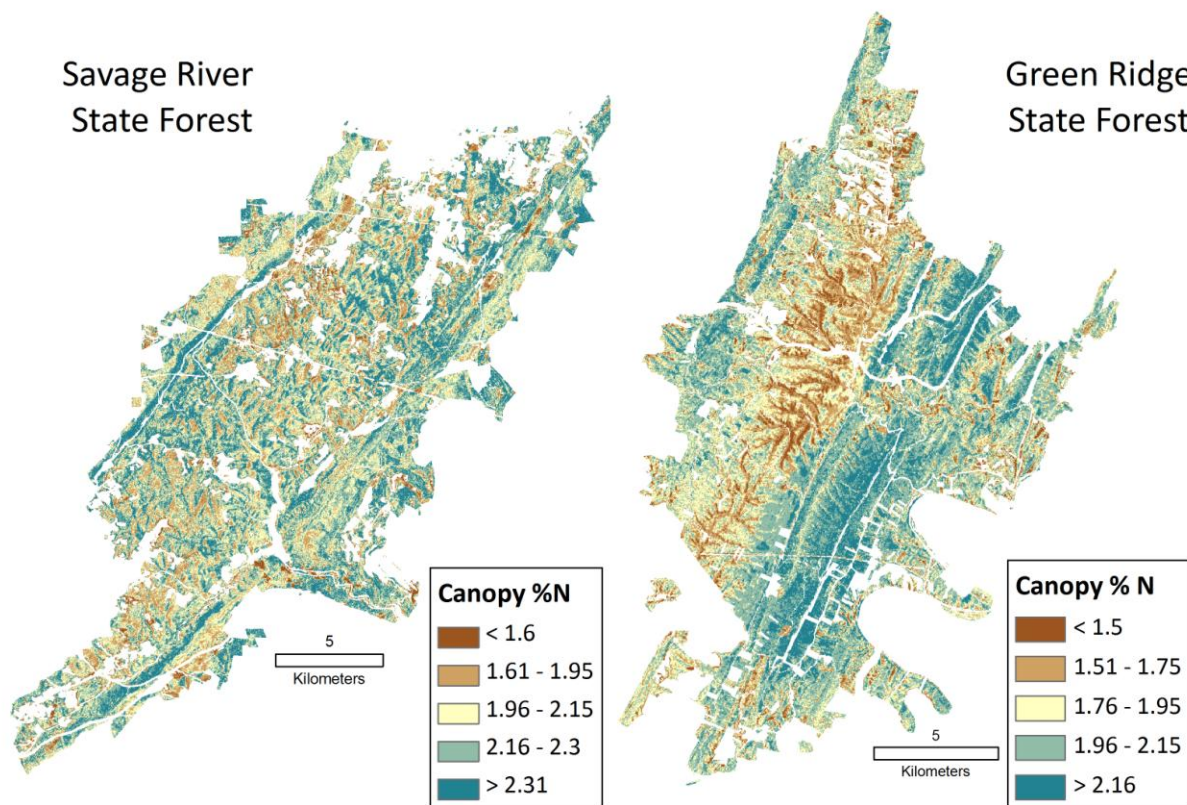 Savage River
State Forest
Green Ridge
State Forest
5
Kilometers
Canopy %N
< 1.6
1.61 - 1.95
1.96 - 2.15
2.16 - 2.3
> 2.31
5
Kilometers
Canopy %N
< 1.5
1.51 - 1.75
1.76 - 1.95
1.96 - 2.15
> 2.16